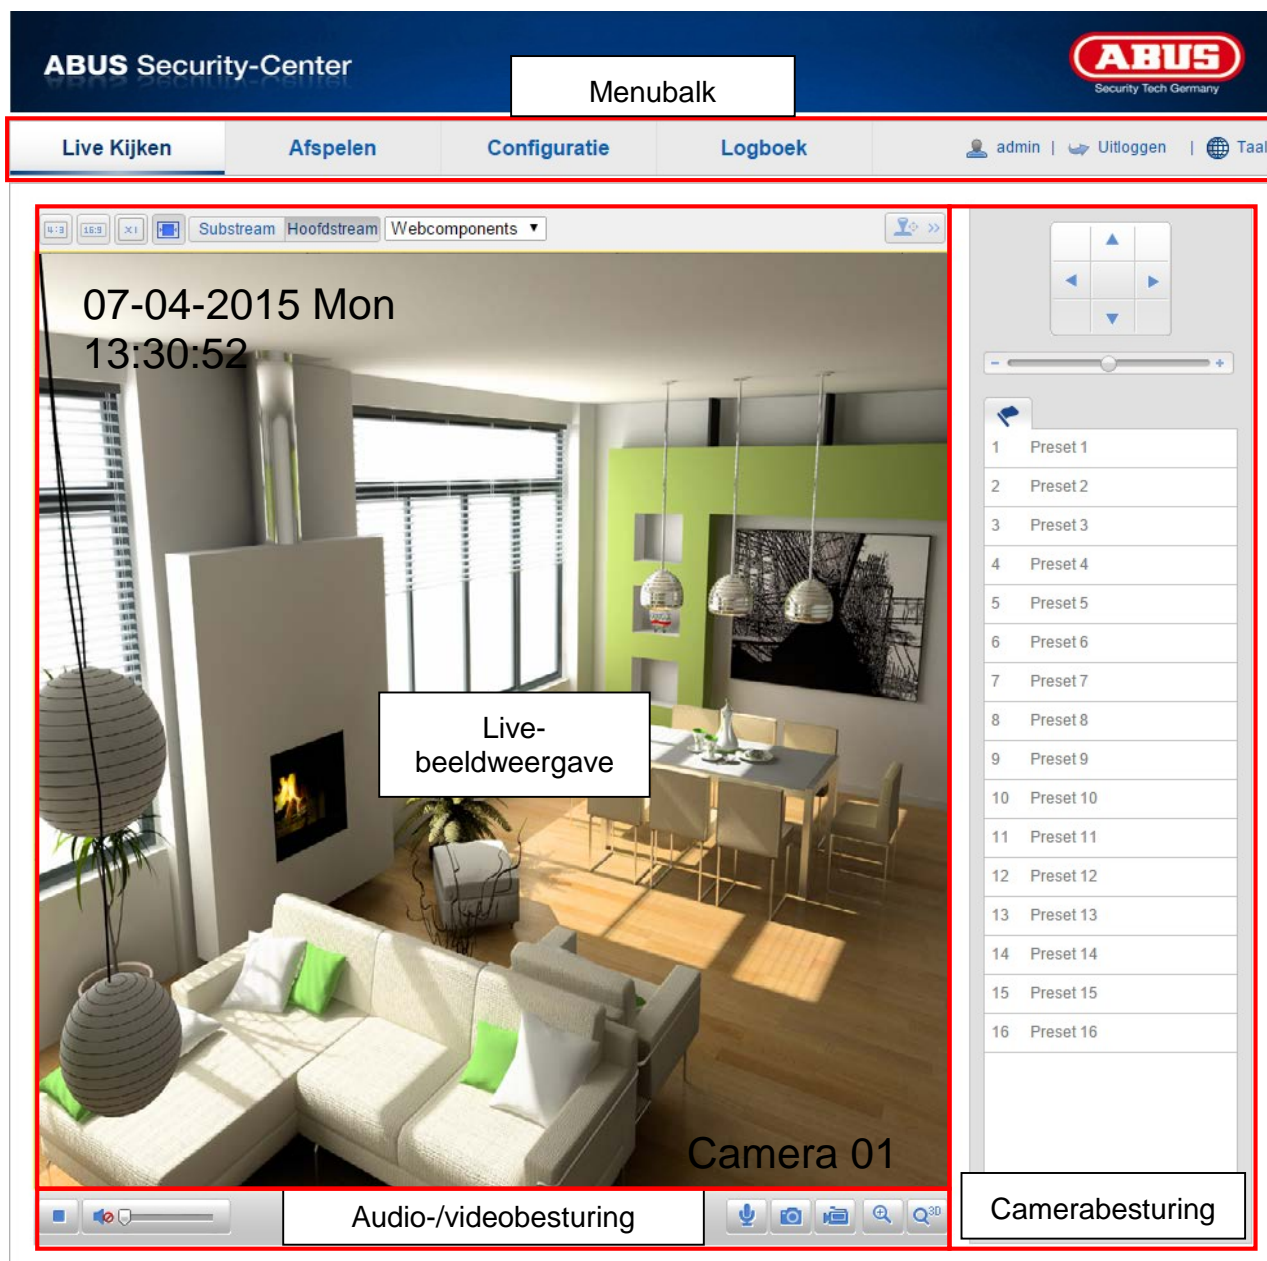 ABUS Security-Center
ABUS
Security Tech Germany
Menubalk
Live Kijken
Afspelen
Configuratie
Logboek
admin | Uitloggen | Taal
4:3
16:9
X1
Substream
Hoofdstream
Webcomponents
07-04-2015 Mon
13:30:52
1 Preset 1
2 Preset 2
3 Preset 3
4 Preset 4
5 Preset 5
6 Preset 6
7 Preset 7
8 Preset 8
9 Preset 9
10 Preset 10
11 Preset 11
12 Preset 12
13 Preset 13
14 Preset 14
15 Preset 15
16 Preset 16
Live-
beeldweergave
Camera 01
Audio-/videobesturing
3D
Camerabesturing